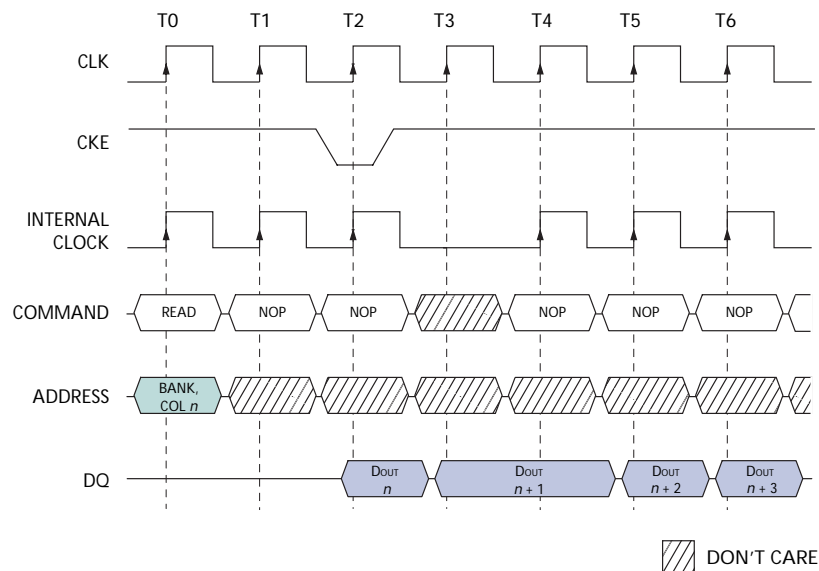 T0 T1 T2 T3 T4 T5 T6
CLK
CKE
INTERNAL
CLOCK
COMMAND READ NOP NOP NOP NOP NOP
ADDRESS BANK,
COL n
DQ DOUT DOUT DOUT DOUT
n n + 1 n + 2 n + 3
DON'T CARE